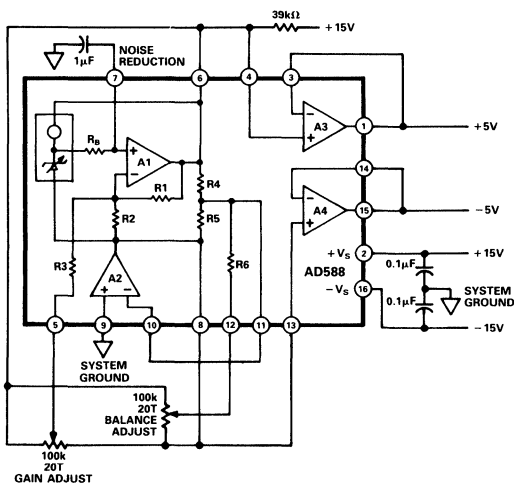 39kΩ
+15V
1μF
NOISE
REDUCTION
7
6
4
3
RB
+
A1
−
R1
R4
−
A3
+
1
+5V
14
−
A4
+
15
−5V
R2
R5
R3
R6
A2
+ −
+VS
2
+15V
AD588
0.1μF
−VS
16
0.1μF
SYSTEM
GROUND
−15V
5
9
10
8
12
11
13
SYSTEM
GROUND
100k
20T
BALANCE
ADJUST
100k
20T
GAIN ADJUST